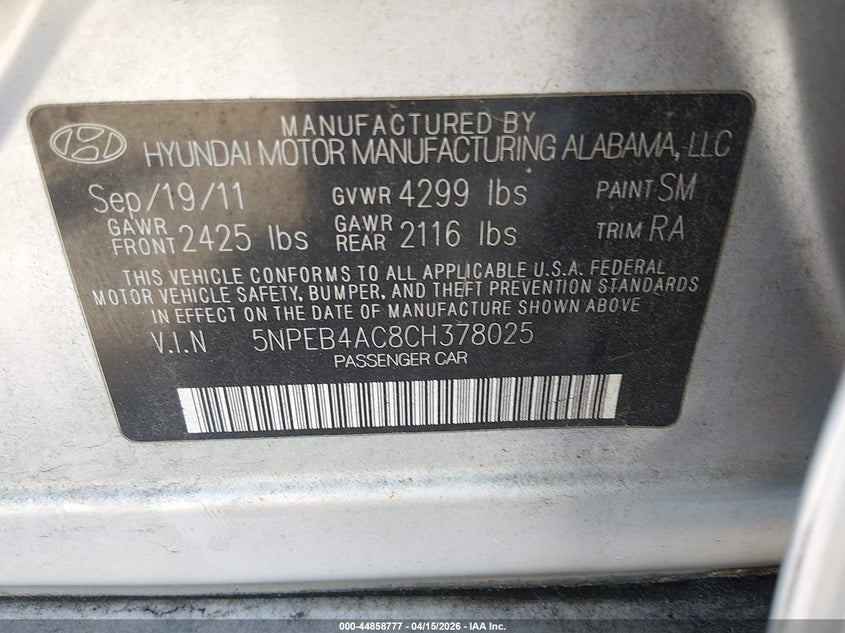 MANUFACTURED BY
HYUNDAI MOTOR MANUFACTURING ALABAMA, LLC
Sep/19/11 GVWR 4299 lbs PAINT SM
GAWR FRONT 2425 lbs GAWR REAR 2116 lbs TRIM RA
THIS VEHICLE CONFORMS TO ALL APPLICABLE U.S.A. FEDERAL
MOTOR VEHICLE SAFETY, BUMPER, AND THEFT PREVENTION STANDARDS
IN EFFECT ON THE DATE OF MANUFACTURE SHOWN ABOVE
V.I.N 5NPEB4AC8CH378025
PASSENGER CAR
000-44858777 - 04/15/2026 - IAA Inc.